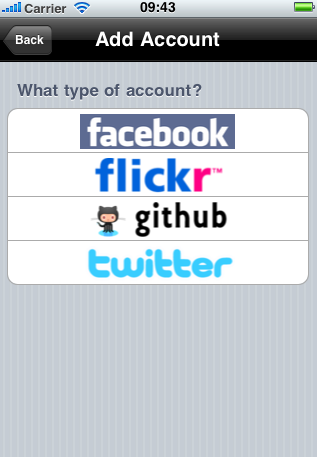 Carrier 09:43
Back Add Account
What type of account?
facebook
flickr™
github
twitter